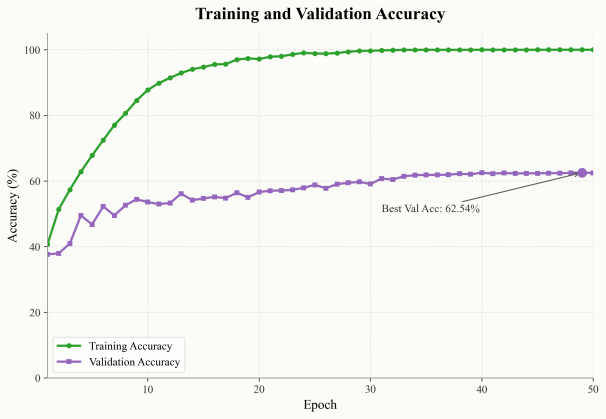 Training and Validation Accuracy
Accuracy (%)
100
80
60
40
20
0
Best Val Acc: 62.54%
Training Accuracy
Validation Accuracy
10
20
30
40
50
Epoch